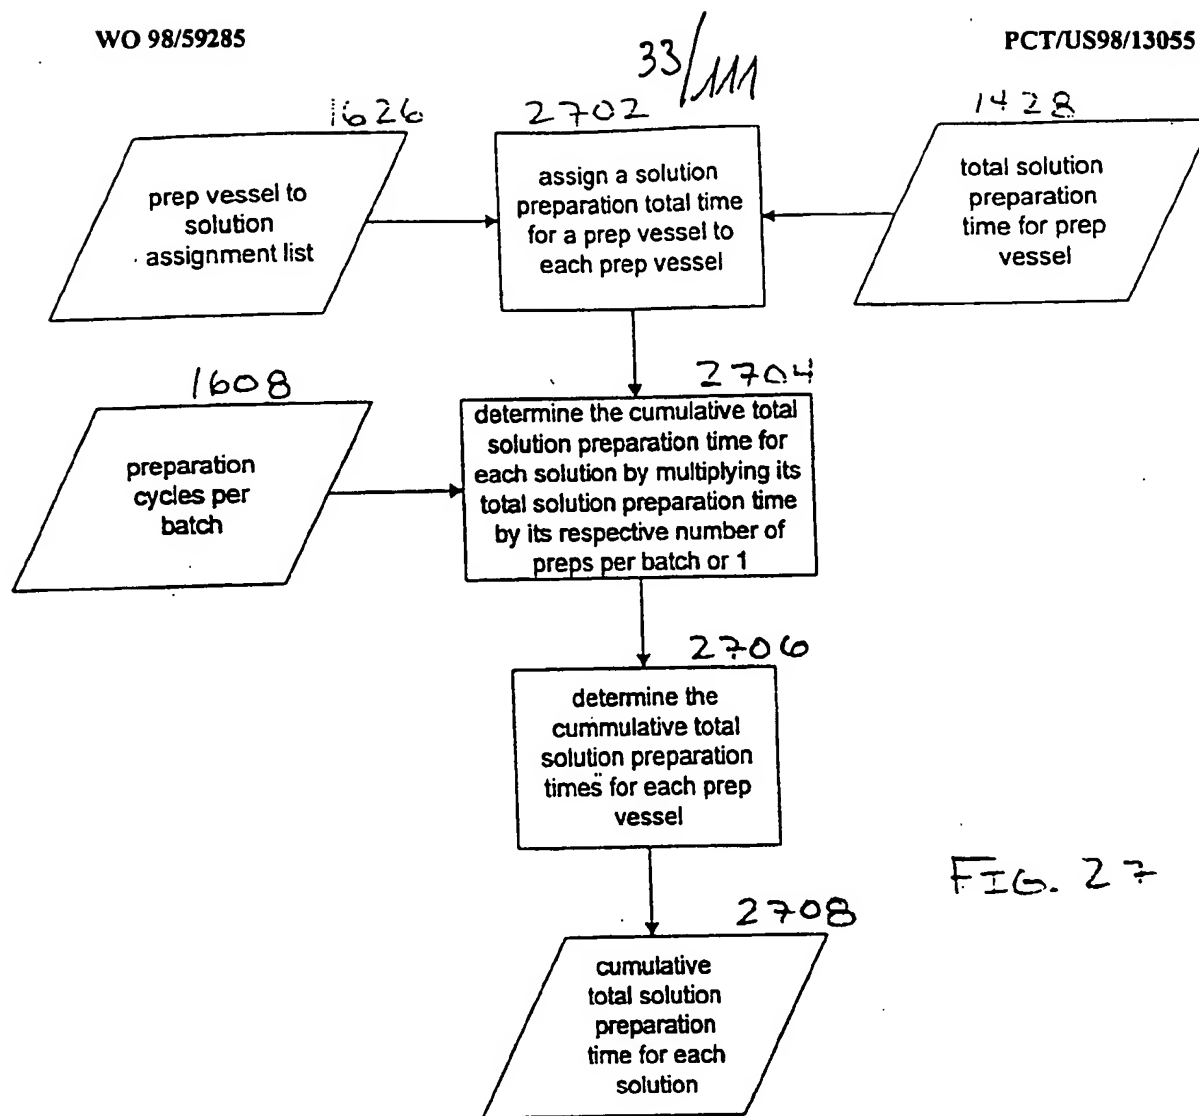 WO 98/59285
PCT/US98/13055
33/111
1626
2702
1428
prep vessel to
solution
assignment list
assign a solution
preparation total time
for a prep vessel to
each prep vessel
total solution
preparation
time for prep
vessel
1608
2704
preparation
cycles per
batch
determine the cumulative total
solution preparation time for
each solution by multiplying its
total solution preparation time
by its respective number of
preps per batch or 1
2706
determine the
cummulative total
solution preparation
times for each prep
vessel
FIG. 27
2708
cumulative
total solution
preparation
time for each
solution